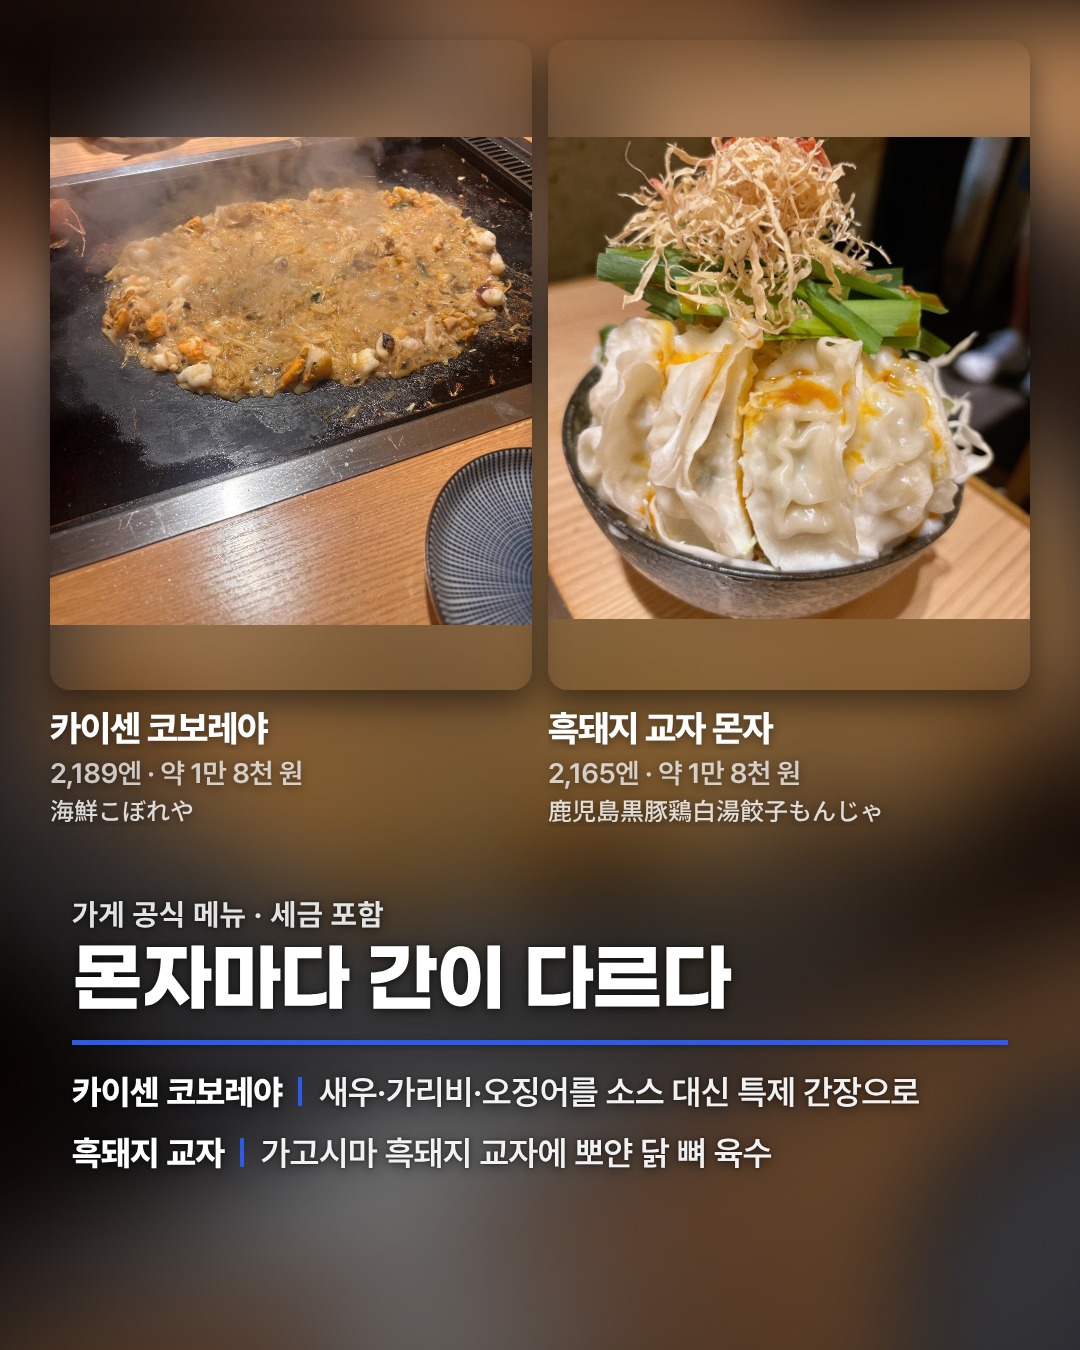 카이센 코보레야
2,189엔 · 약 1만 8천 원
海鮮こぼれや
흑돼지 교자 몬자
2,165엔 · 약 1만 8천 원
鹿児島黒豚鶏白湯餃子もんじゃ
가게 공식 메뉴 · 세금 포함
몬자마다 간이 다르다
카이센 코보레야 | 새우·가리비·오징어를 소스 대신 특제 간장으로
흑돼지 교자 | 가고시마 흑돼지 교자에 뽀얀 닭 뼈 육수